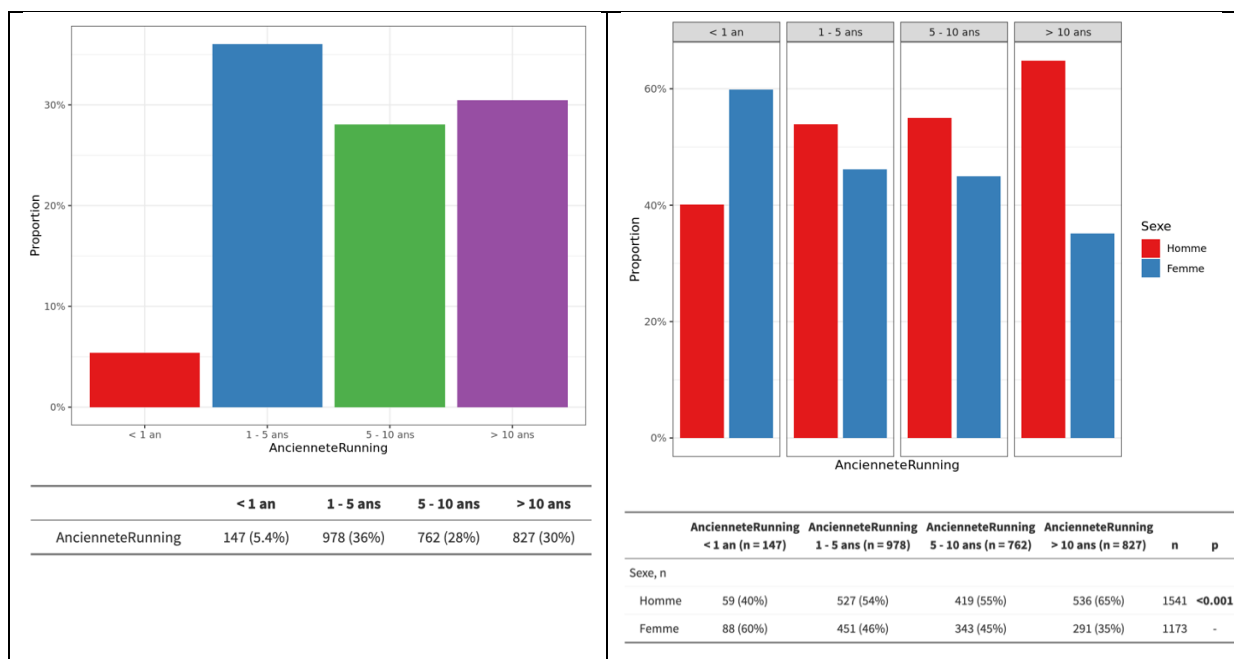 30%
20%
10%
0%
Proportion
< 1 an 1 - 5 ans 5 - 10 ans > 10 ans
AncienneteRunning
< 1 an 1 - 5 ans 5 - 10 ans > 10 ans
AncienneteRunning 147 (5.4%) 978 (36%) 762 (28%) 827 (30%)
< 1 an 1 - 5 ans 5 - 10 ans > 10 ans
60%
40%
20%
0%
Proportion
AncienneteRunning
Sexe
Homme
Femme
AncienneteRunning AncienneteRunning AncienneteRunning AncienneteRunning
< 1 an (n = 147) 1 - 5 ans (n = 978) 5 - 10 ans (n = 762) > 10 ans (n = 827) n p
Sexe, n
Homme 59 (40%) 527 (54%) 419 (55%) 536 (65%) 1541 <0.001
Femme 88 (60%) 451 (46%) 343 (45%) 291 (35%) 1173 -